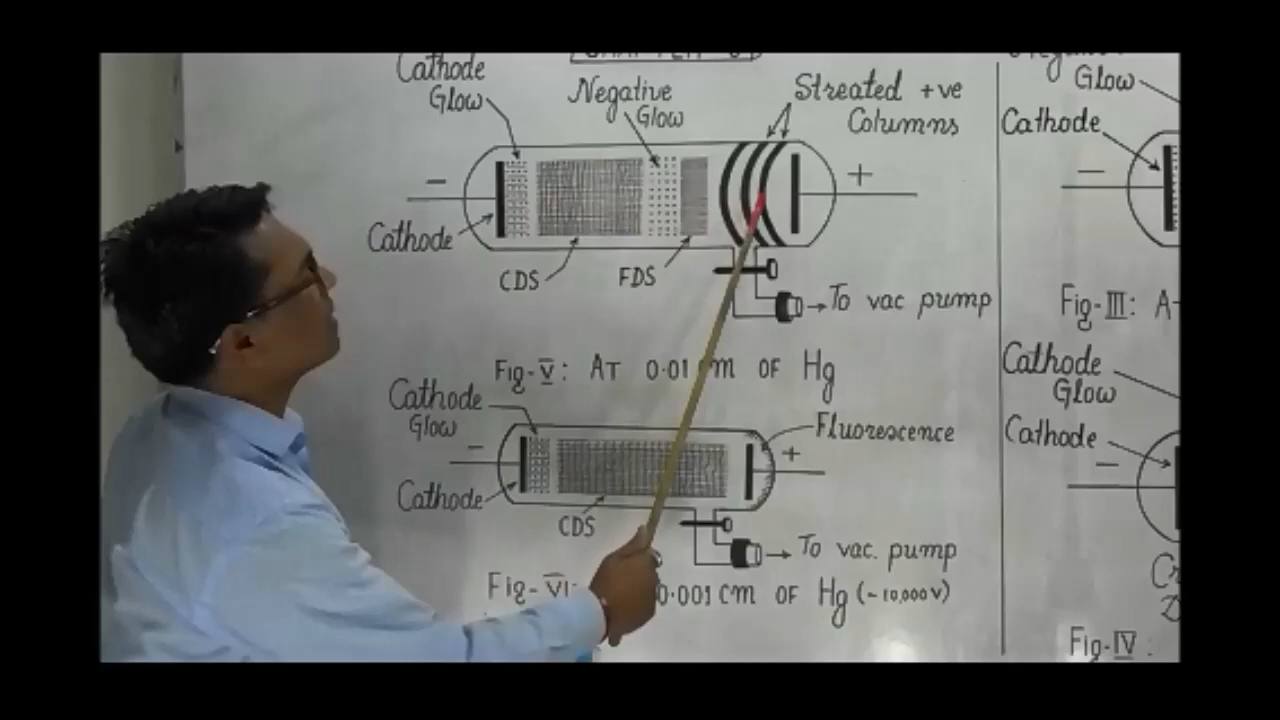 Cathode
Glow
Negative
Glow
Streated +ve
Columns
−
+
Cathode
CDS
FDS
→To vac pump
Fig-V: AT 0.01 cm OF Hg
Cathode
Glow
−
Fluorescence
+
Cathode
CDS
→ To vac. pump
Fig-VI: 0.001 cm OF Hg (~10,000 V)
Glow
Cathode
−
Fig-III: A
Cathode
Glow
Cathode
−
Fig-IV: